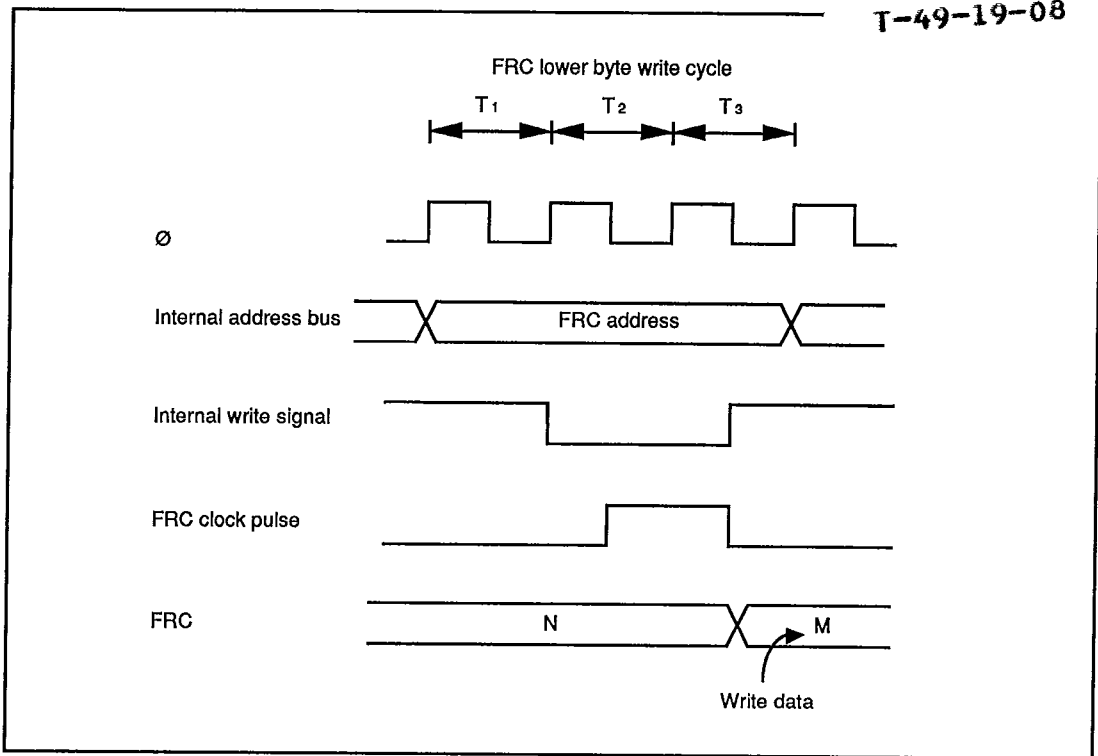 T-49-19-08
FRC lower byte write cycle
T1 T2 T3
Ø
Internal address bus
FRC address
Internal write signal
FRC clock pulse
FRC
N
M
Write data